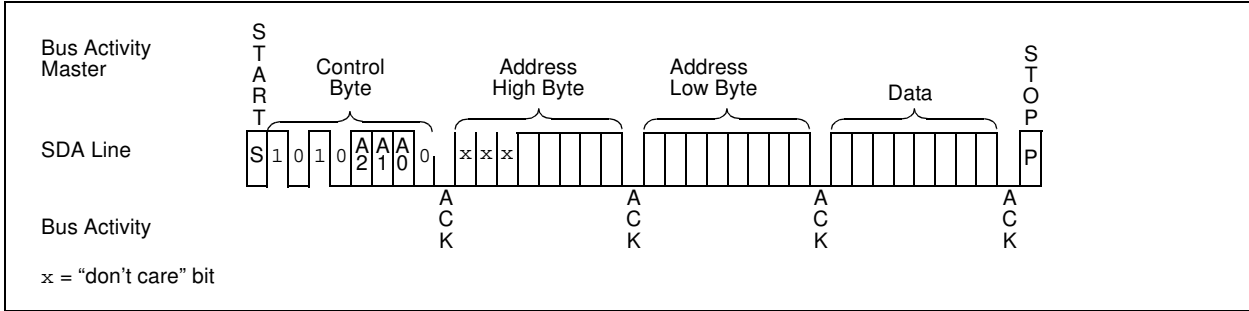 Bus Activity
Master
START
Control
Byte
Address
High Byte
Address
Low Byte
Data
STOP
SDA Line
S 1 0 1 0 A2 A1 A0 0 x x x P
Bus Activity
ACK ACK ACK ACK
x = “don’t care” bit